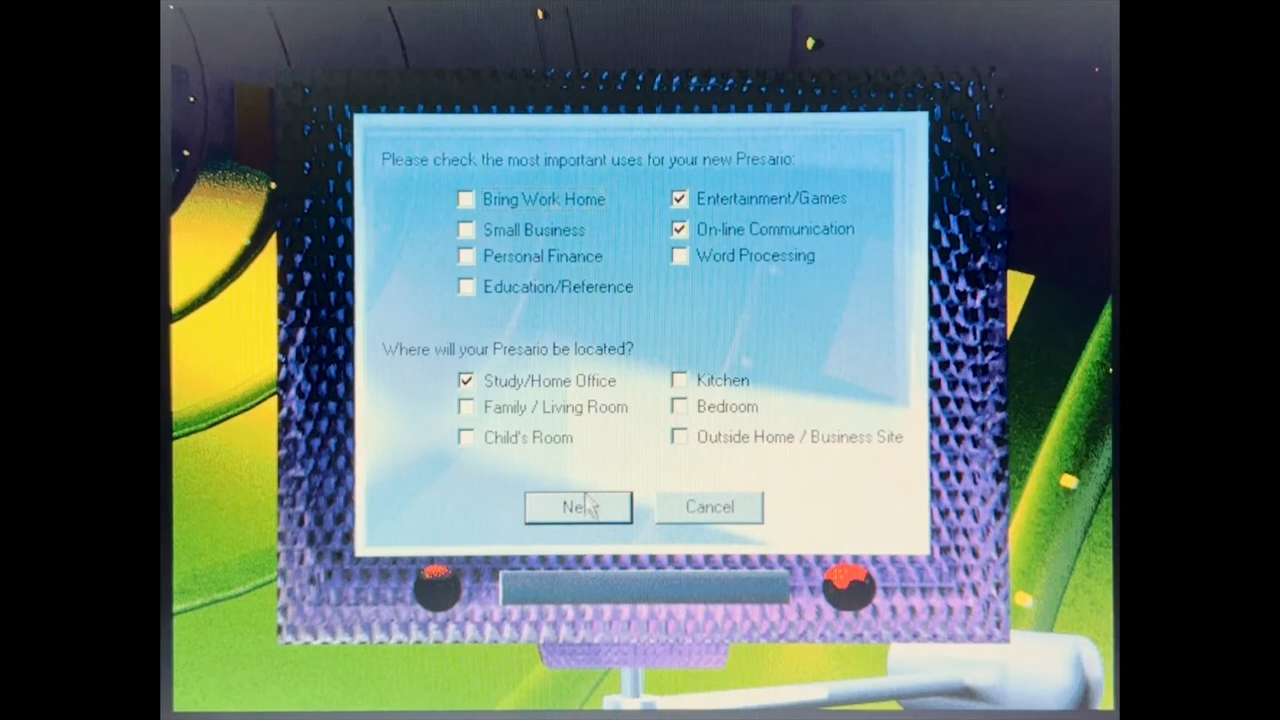 Please check the most important uses for your new Presario:
Bring Work Home
Entertainment/Games
Small Business
On-line Communication
Personal Finance
Word Processing
Education/Reference
Where will your Presario be located?
Study/Home Office
Kitchen
Family / Living Room
Bedroom
Child's Room
Outside Home / Business Site
Cancel